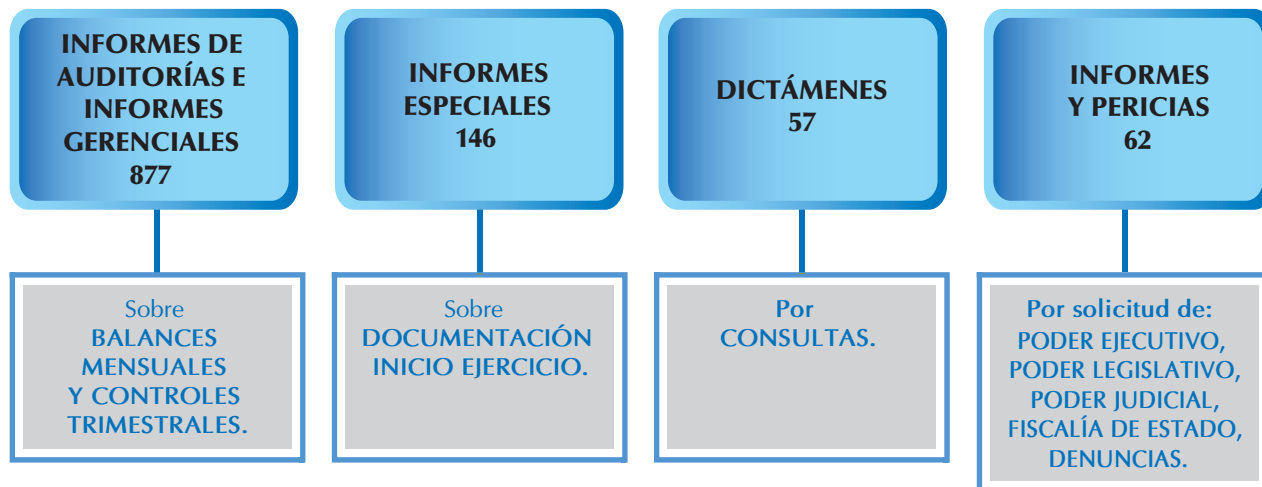 INFORMES DE
AUDITORÍAS E
INFORMES
GERENCIALES
877
INFORMES
ESPECIALES
146
DICTÁMENES
57
INFORMES
Y PERICIAS
62
Sobre
BALANCES
MENSUALES
Y CONTROLES
TRIMESTRALES.
Sobre
DOCUMENTACIÓN
INICIO EJERCICIO.
Por
CONSULTAS.
Por solicitud de:
PODER EJECUTIVO,
PODER LEGISLATIVO,
PODER JUDICIAL,
FISCALÍA DE ESTADO,
DENUNCIAS.